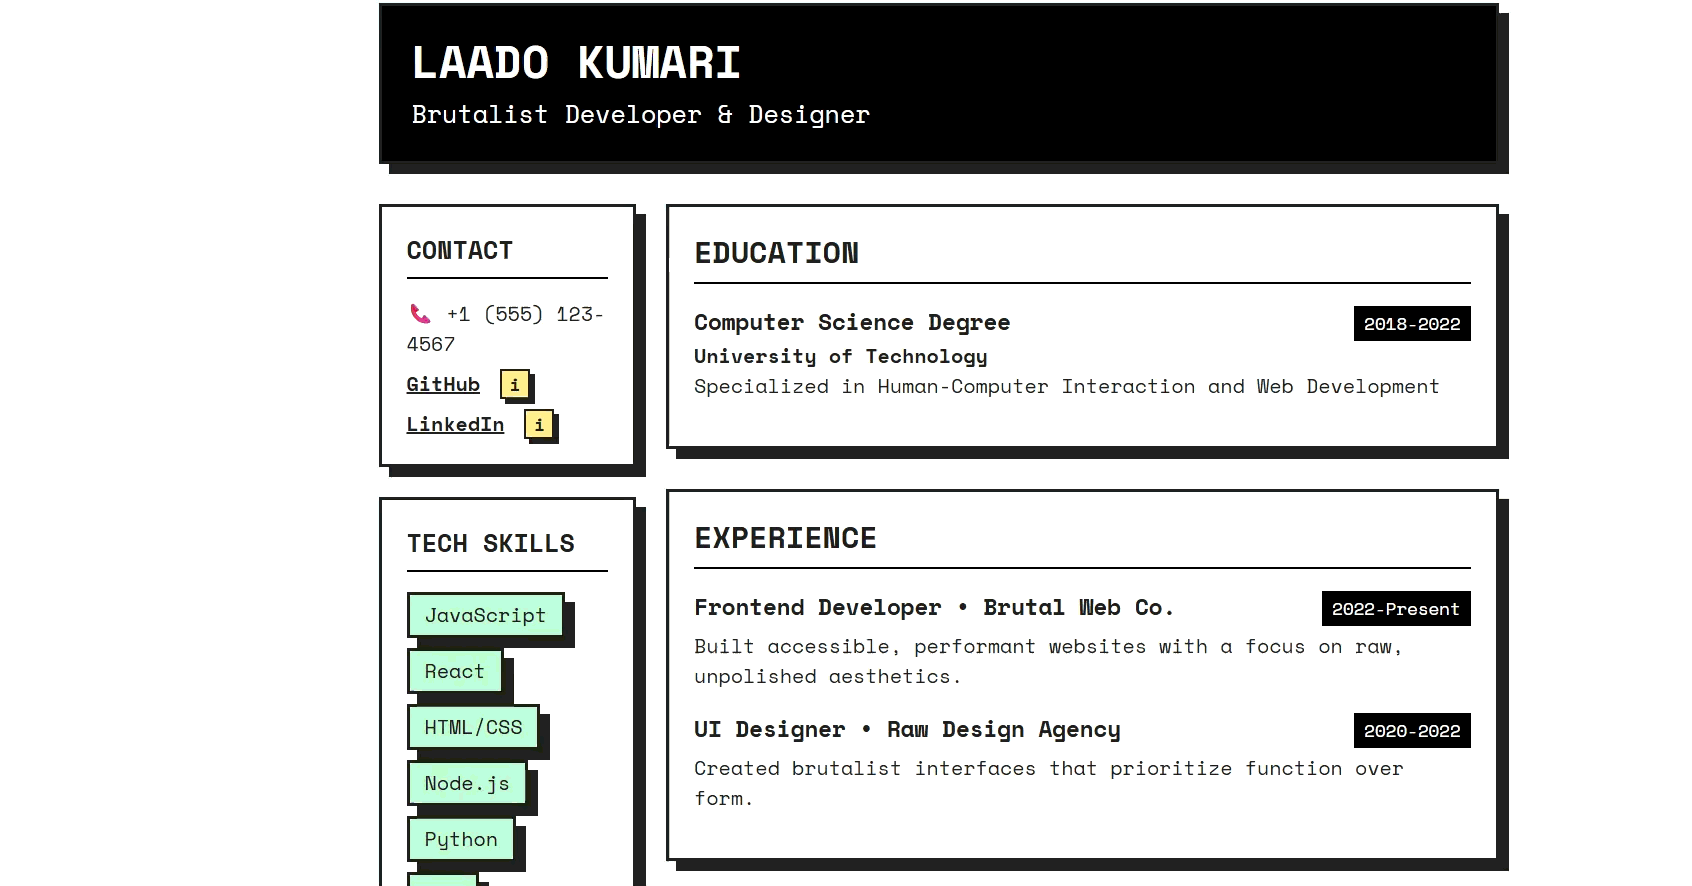 LAADO KUMARI
Brutalist Developer & Designer
CONTACT
📞 +1 (555) 123-
4567
GitHub i
LinkedIn i
TECH SKILLS
JavaScript
React
HTML/CSS
Node.js
Python
EDUCATION
Computer Science Degree 2018-2022
University of Technology
Specialized in Human-Computer Interaction and Web Development
EXPERIENCE
Frontend Developer • Brutal Web Co. 2022-Present
Built accessible, performant websites with a focus on raw,
unpolished aesthetics.
UI Designer • Raw Design Agency 2020-2022
Created brutalist interfaces that prioritize function over
form.